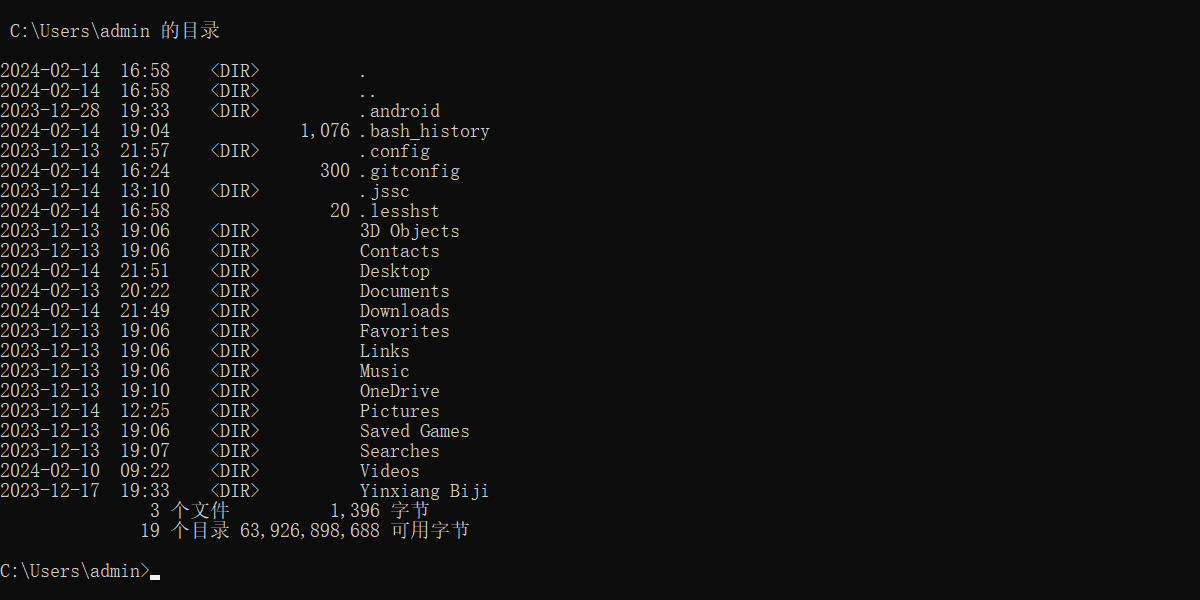 C:\Users\admin 的目录
2024-02-14  16:58    <DIR>          .
2024-02-14  16:58    <DIR>          ..
2023-12-28  19:33    <DIR>          .android
2024-02-14  19:04             1,076 .bash_history
2023-12-13  21:57    <DIR>          .config
2024-02-14  16:24               300 .gitconfig
2023-12-14  13:10    <DIR>          .jssc
2024-02-14  16:58                20 .lesshst
2023-12-13  19:06    <DIR>          3D Objects
2023-12-13  19:06    <DIR>          Contacts
2024-02-14  21:51    <DIR>          Desktop
2024-02-13  20:22    <DIR>          Documents
2024-02-14  21:49    <DIR>          Downloads
2023-12-13  19:06    <DIR>          Favorites
2023-12-13  19:06    <DIR>          Links
2023-12-13  19:06    <DIR>          Music
2023-12-13  19:10    <DIR>          OneDrive
2023-12-14  12:25    <DIR>          Pictures
2023-12-13  19:06    <DIR>          Saved Games
2023-12-13  19:07    <DIR>          Searches
2024-02-10  09:22    <DIR>          Videos
2023-12-17  19:33    <DIR>          Yinxiang Biji
               3 个文件          1,396 字节
              19 个目录 63,926,898,688 可用字节
C:\Users\admin>